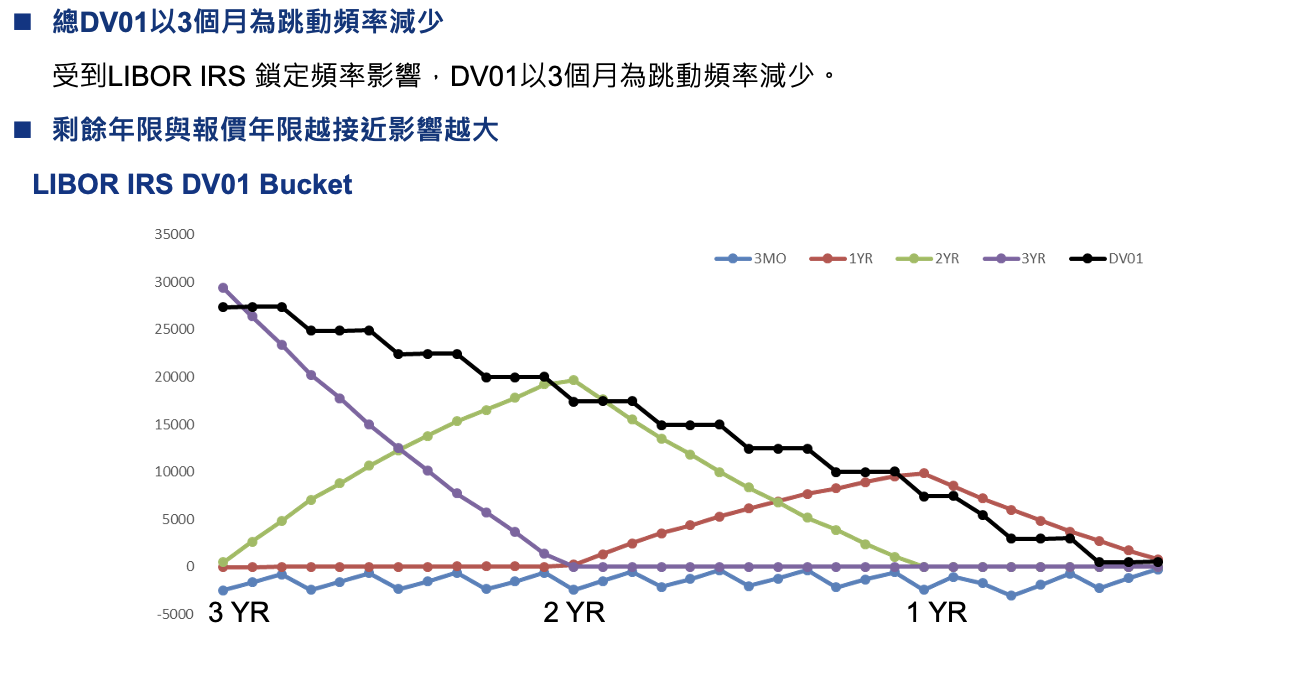 ■ 總DV01以3個月為跳動頻率減少
受到LIBOR IRS 鎖定頻率影響，DV01以3個月為跳動頻率減少。
■ 剩餘年限與報價年限越接近影響越大
LIBOR IRS DV01 Bucket
35000
30000
25000
20000
15000
10000
5000
0
-5000
3MO 1YR 2YR 3YR DV01
3 YR 2 YR 1 YR